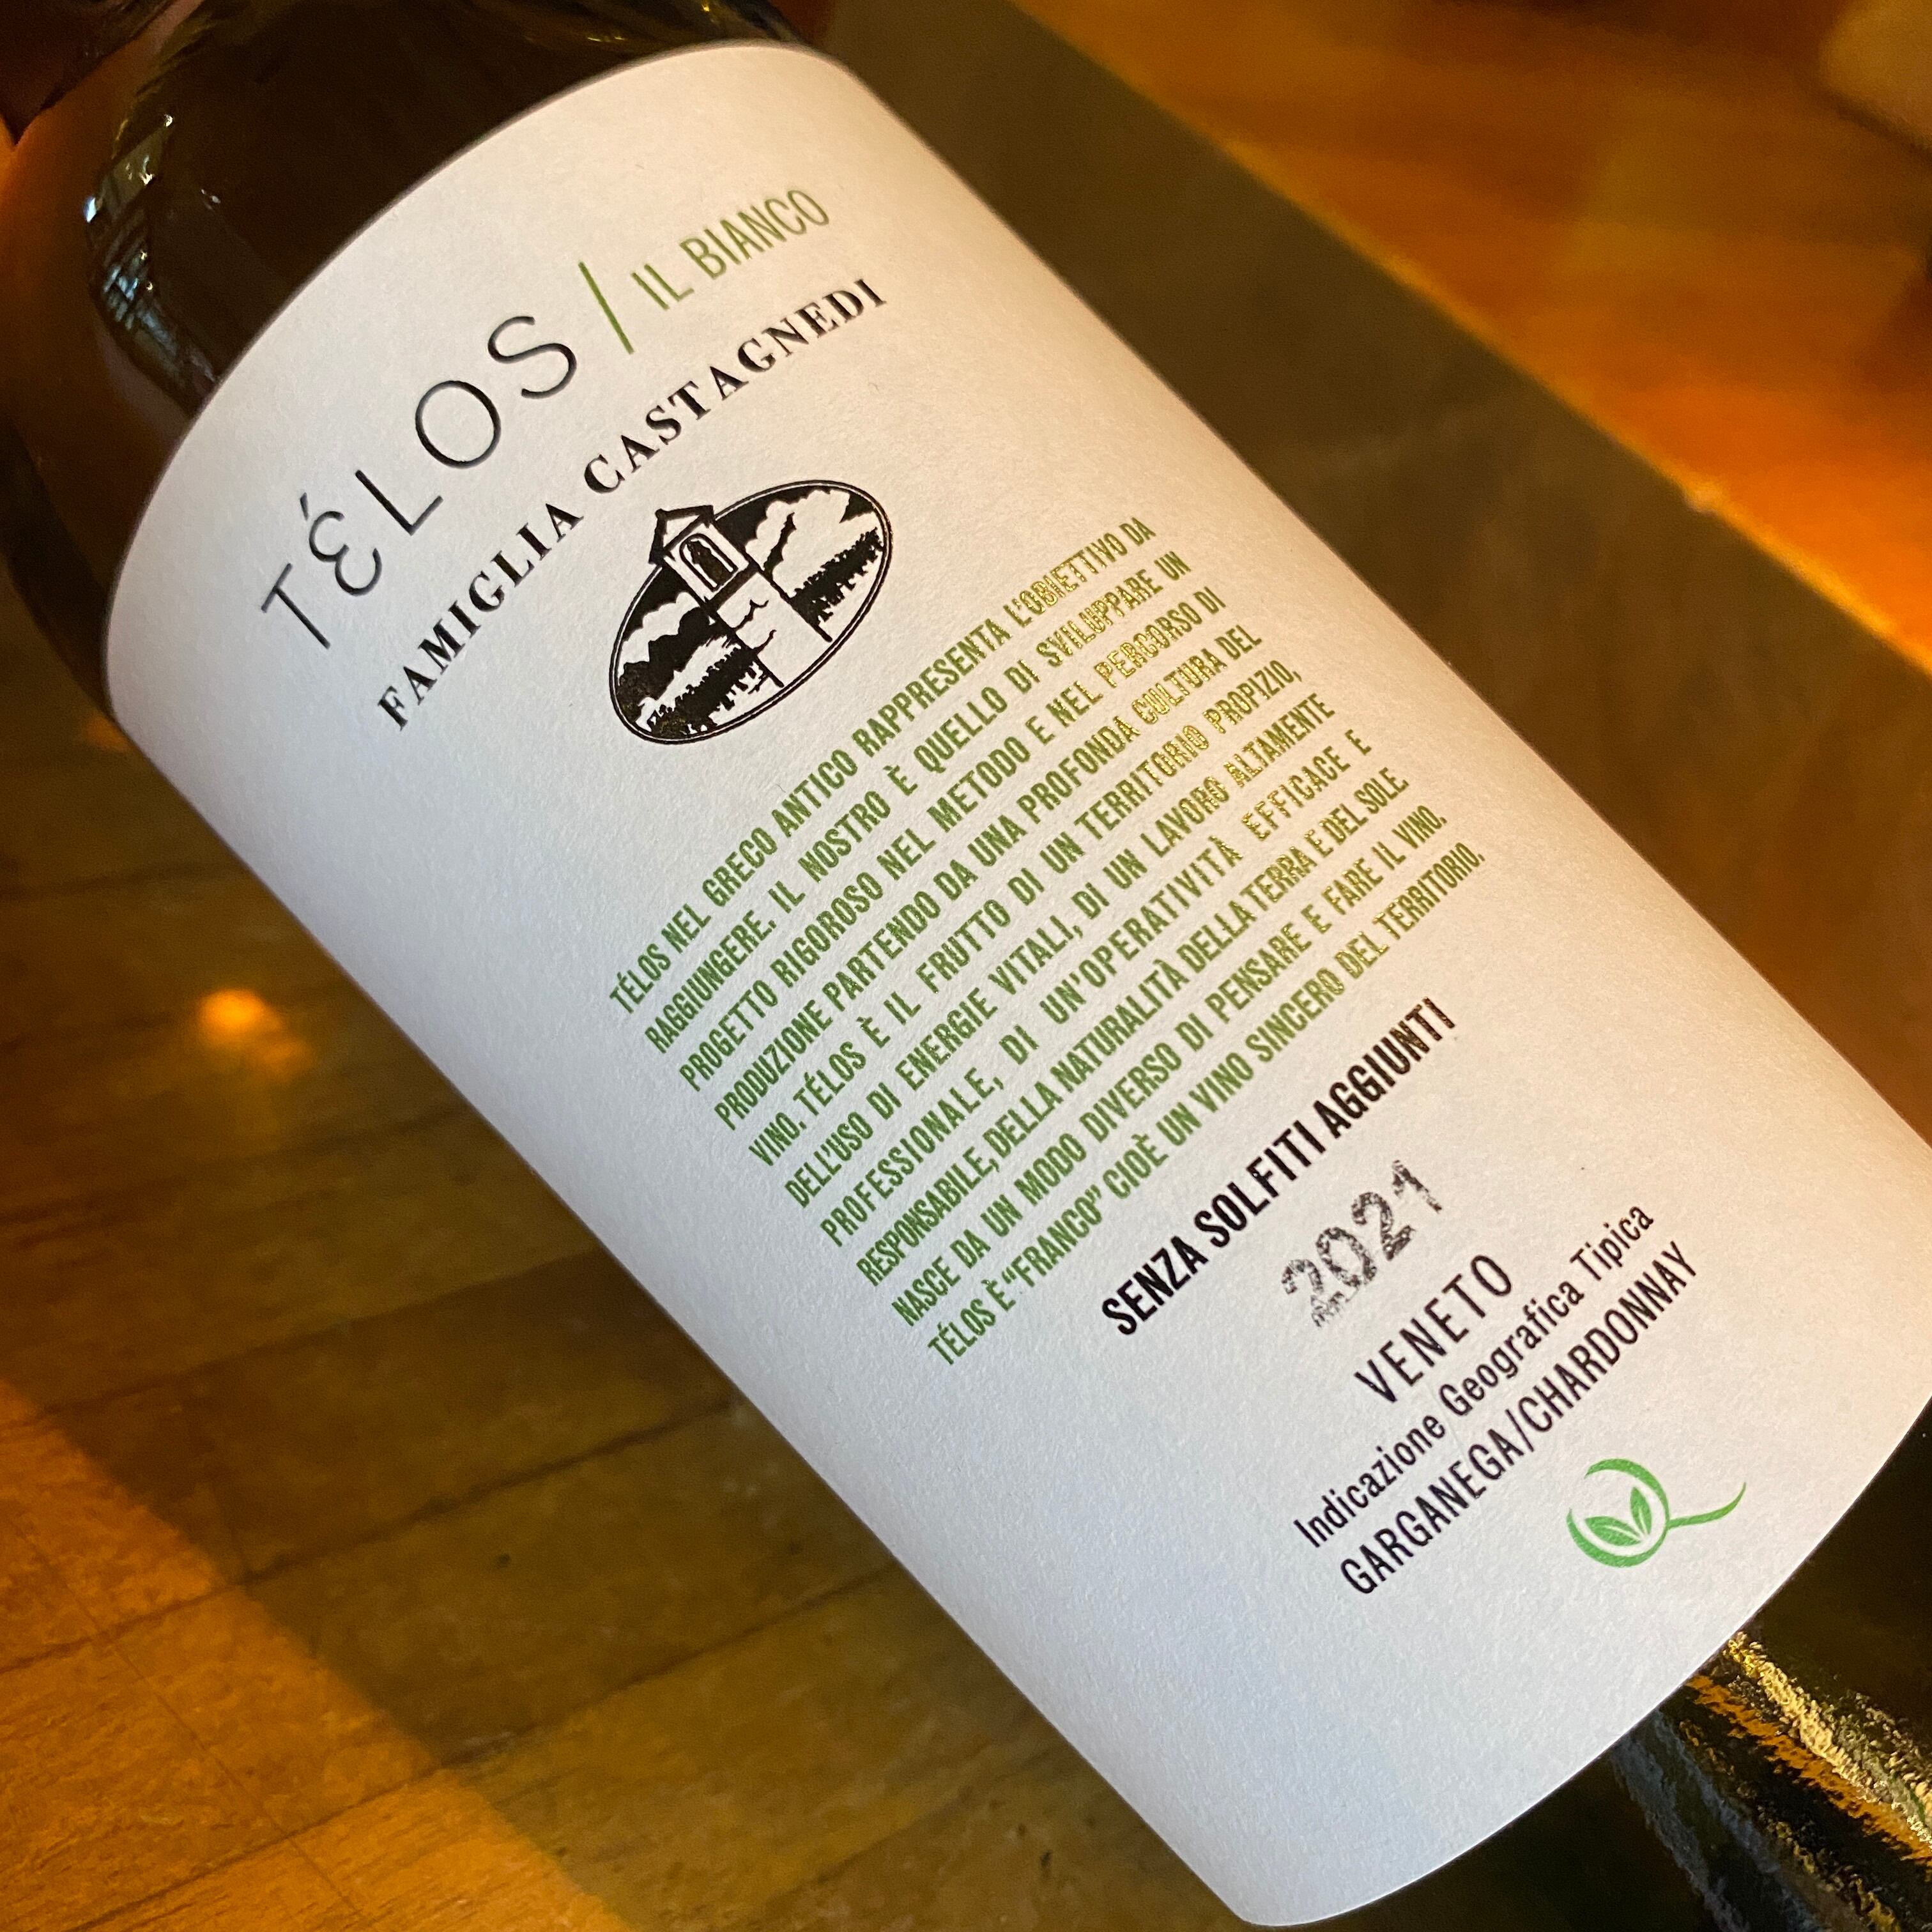 TÉLOS / IL BIANCO
FAMIGLIA CASTAGNEDI
TÉLOS NEL GRECO ANTICO RAPPRESENTA L'OBIETTIVO DA
RAGGIUNGERE. IL NOSTRO È QUELLO DI SVILUPPARE UN
PROGETTO RIGOROSO NEL METODO E NEL PERCORSO DI
PRODUZIONE PARTENDO DA UNA PROFONDA CULTURA DEL
VINO. TÉLOS È IL FRUTTO DI UN TERRITORIO PROPIZIO,
DELL'USO DI ENERGIE VITALI, DI UN LAVORO ALTAMENTE
PROFESSIONALE, DI UN'OPERATIVITÀ EFFICACE E
RESPONSABILE, DELLA NATURALITÀ DELLA TERRA E DEL SOLE
NASCE DA UN MODO DIVERSO DI PENSARE E FARE IL VINO.
TÉLOS È "FRANCO" CIOÈ UN VINO SINCERO DEL TERRITORIO.
SENZA SOLFITI AGGIUNTI
2021
VENETO
Indicazione Geografica Tipica
GARGANEGA/CHARDONNAY